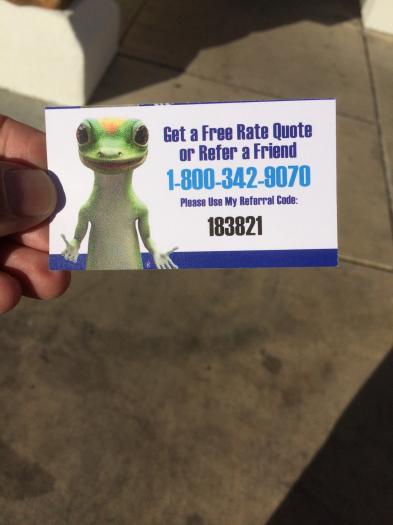 Get a Free Rate Quote
or Refer a Friend
1-800-342-9070
Please Use My Referral Code:
183821